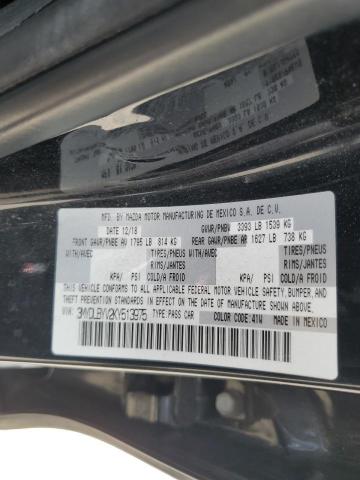 MFD. BY MAZDA MOTOR MANUFACTURING DE MEXICO S.A. DE C.V.
DATE 12/18 GVWR/PNBV 3393 LB 1539 KG
FRONT GAWR/PNBE AV 1795 LB 814 KG REAR GAWR/PNBE AR 1627 LB 738 KG
WITH/AVEC TIRES/PNEUS WITH/AVEC TIRES/PNEUS
RIMS/JANTES RIMS/JANTES
KPA/ PSI COLD/A FROID KPA/ PSI COLD/A FROID
THIS VEHICLE CONFORMS TO ALL APPLICABLE FEDERAL MOTOR VEHICLE SAFETY, BUMPER, AND
THEFT PREVENTION STANDARDS IN EFFECT ON THE DATE OF MANUFACTURE SHOWN ABOVE.
VIN: TYPE: PASS CAR COLOR CODE: 41W MADE IN MEXICO